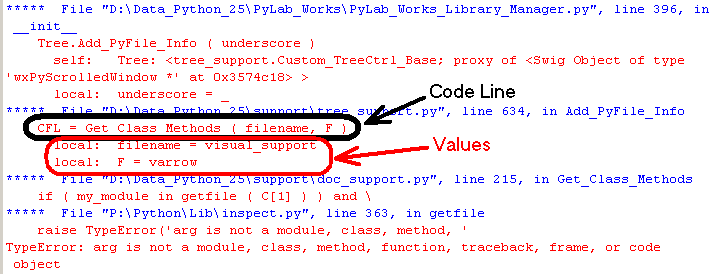 *****  File "D:\Data_Python_25\PyLab_Works\PyLab_Works_Library_Manager.py", line 396, in
 __init__
    Tree.Add_PyFile_Info ( underscore )
      self:   Tree: <tree_support.Custom_TreeCtrl_Base; proxy of <Swig Object of type
 'wxPyScrolledWindow *' at 0x3574c18> >
      local:  underscore = _
Code Line
*****  File "D:\Data_Python_25\support\tree_support.py", line 634, in Add_PyFile_Info
    CFL = Get_Class_Methods ( filename, F )
      local:  filename = visual_support
Values
      local:  F = varrow
*****  File "D:\Data_Python_25\support\doc_support.py", line 215, in Get_Class_Methods
    if ( my_module in getfile ( C[1] ) ) and \
*****  File "P:\Python\Lib\inspect.py", line 363, in getfile
    raise TypeError('arg is not a module, class, method, '
TypeError: arg is not a module, class, method, function, traceback, frame, or code
 object